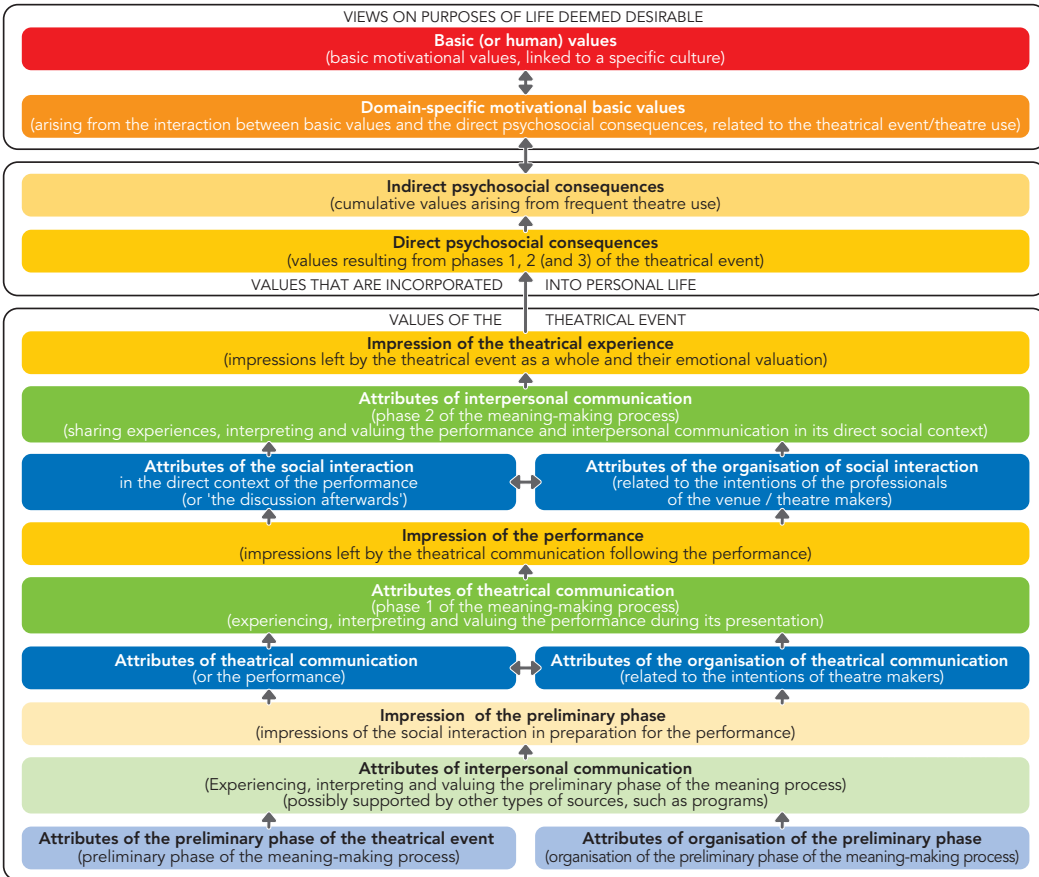 VIEWS ON PURPOSES OF LIFE DEEMED DESIRABLE
Basic (or human) values
(basic motivational values, linked to a specific culture)
Domain-specific motivational basic values
(arising from the interaction between basic values and the direct psychosocial consequences, related to the theatrical event/theatre use)
Indirect psychosocial consequences
(cumulative values arising from frequent theatre use)
Direct psychosocial consequences
(values resulting from phases 1, 2 (and 3) of the theatrical event)
VALUES THAT ARE INCORPORATED INTO PERSONAL LIFE
VALUES OF THE THEATRICAL EVENT
Impression of the theatrical experience
(impressions left by the theatrical event as a whole and their emotional valuation)
Attributes of interpersonal communication
(phase 2 of the meaning-making process)
(sharing experiences, interpreting and valuing the performance and interpersonal communication in its direct social context)
Attributes of the social interaction
in the direct context of the performance
(or 'the discussion afterwards')
Attributes of the organisation of social interaction
(related to the intentions of the professionals
of the venue / theatre makers)
Impression of the performance
(impressions left by the theatrical communication following the performance)
Attributes of theatrical communication
(phase 1 of the meaning-making process)
(experiencing, interpreting and valuing the performance during its presentation)
Attributes of theatrical communication
(or the performance)
Attributes of the organisation of theatrical communication
(related to the intentions of theatre makers)
Impression of the preliminary phase
(impressions of the social interaction in preparation for the performance)
Attributes of interpersonal communication
(Experiencing, interpreting and valuing the preliminary phase of the meaning process)
(possibly supported by other types of sources, such as programs)
Attributes of the preliminary phase of the theatrical event
(preliminary phase of the meaning-making process)
Attributes of organisation of the preliminary phase
(organisation of the preliminary phase of the meaning-making process)